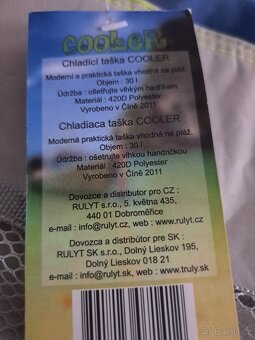 COOLER
Chladící taška COOLER
Moderní a praktická taška vhodná na pláž.
Objem : 30 l
Údržba : ošetřujte vlhkým hadříkem
Materiál : 420D Polyester
Vyrobeno v Číně 2011
Chladiaca taška COOLER
Moderná praktická taška vhodná na pláž.
Objem : 30 l
Údržba : ošetrujte vlhkou handričkou
Materiál : 420D Polyester
Vyrobeno v Číně 2011
Dovozce a distributor pro CZ :
RULYT s.r.o., 5. května 435,
440 01 Dobroměřice
e-mail : info@rulyt.cz, web : www.rulyt.cz
Dovozca a distribútor pre SK :
RULYT SK s.r.o., Dolný Lieskov 195,
Dolný Lieskov 018 21
e-mail : info@rulyt.sk, web : www.truly.sk